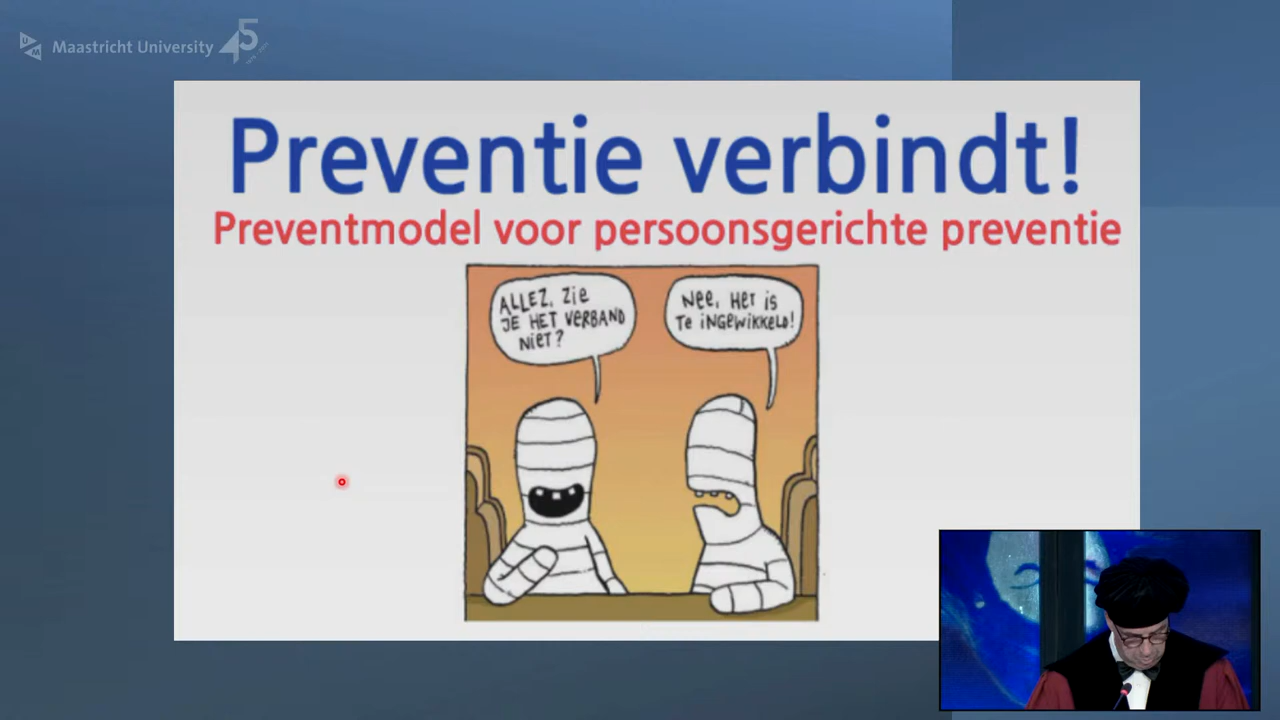 Maastricht University 45
Preventie verbindt!
Preventmodel voor persoonsgerichte preventie
ALLEZ, Zie
JE HET VERBAND
NIET?
Nee, Het is
Te iNGeWiKKeLD!